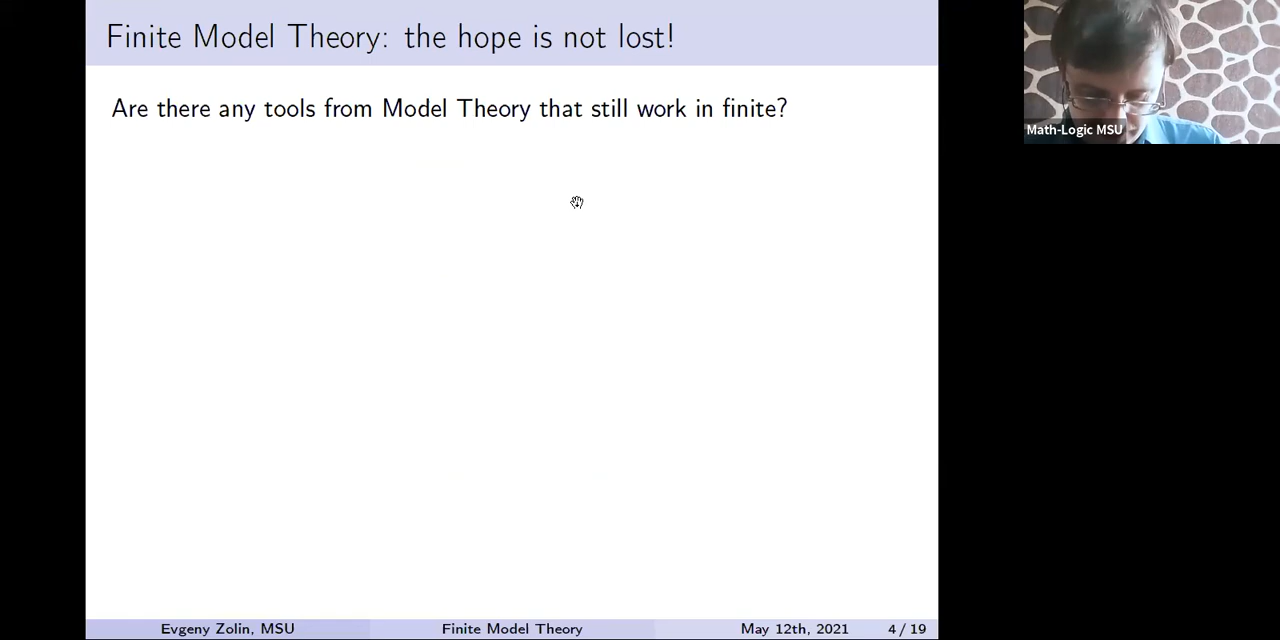 Finite Model Theory: the hope is not lost!
Are there any tools from Model Theory that still work in finite?
Math-Logic MSU
Evgeny Zolin, MSU
Finite Model Theory
May 12th, 2021
4 / 19